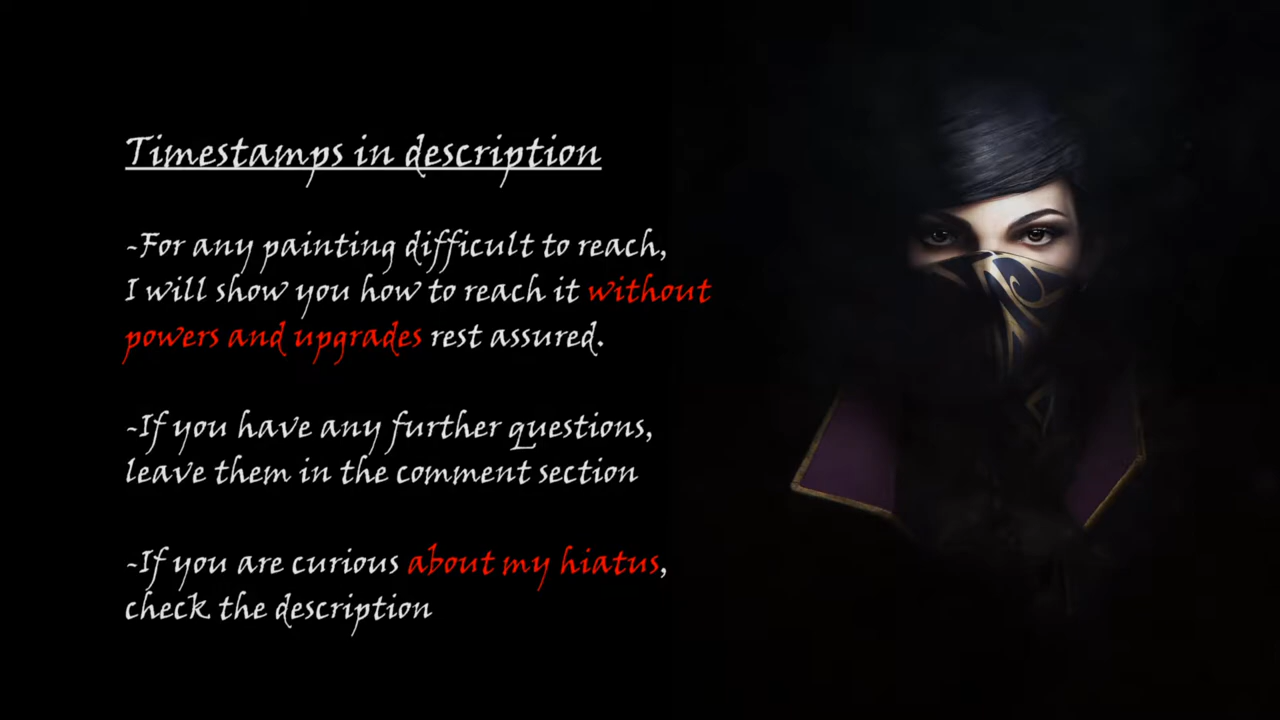 Timestamps in description
-For any painting difficult to reach,
I will show you how to reach it without
powers and upgrades rest assured.
-If you have any further questions,
leave them in the comment section
-If you are curious about my hiatus,
check the description